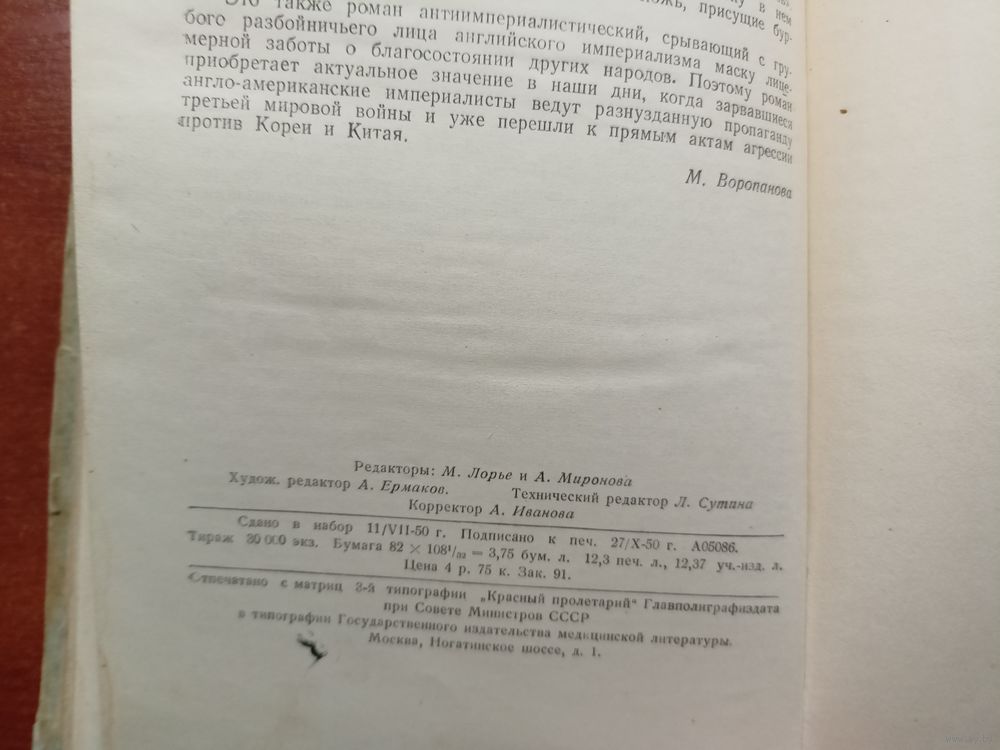 ложь, присущие бур-
Это также роман антиимпериалистический, срывающий с гру-
бого разбойничьего лица английского империализма маску лице-
мерной заботы о благосостоянии других народов. Поэтому роман
приобретает актуальное значение в наши дни, когда зарвавшиеся
англо-американские империалисты ведут разнузданную пропаганду
третьей мировой войны и уже перешли к прямым актам агрессии
против Кореи и Китая.
М. Воропанова
Редакторы: М. Лорье и А. Миронова
Худож. редактор А. Ермаков. Технический редактор Л. Сутина
Корректор А. Иванова
Сдано в набор 11/VII-50 г. Подписано к печ. 27/X-50 г. А05086.
Тираж 30 000 экз. Бумага 82 × 108¹/₃₂ = 3,75 бум. л. 12,3 печ. л., 12,37 уч.-изд. л.
Цена 4 р. 75 к. Зак. 91.
Отпечатано с матриц 3-й типографии „Красный пролетарий“ Главполиграфиздата
при Совете Министров СССР
в типографии Государственного издательства медицинской литературы.
Москва, Ногатинское шоссе, д. 1.